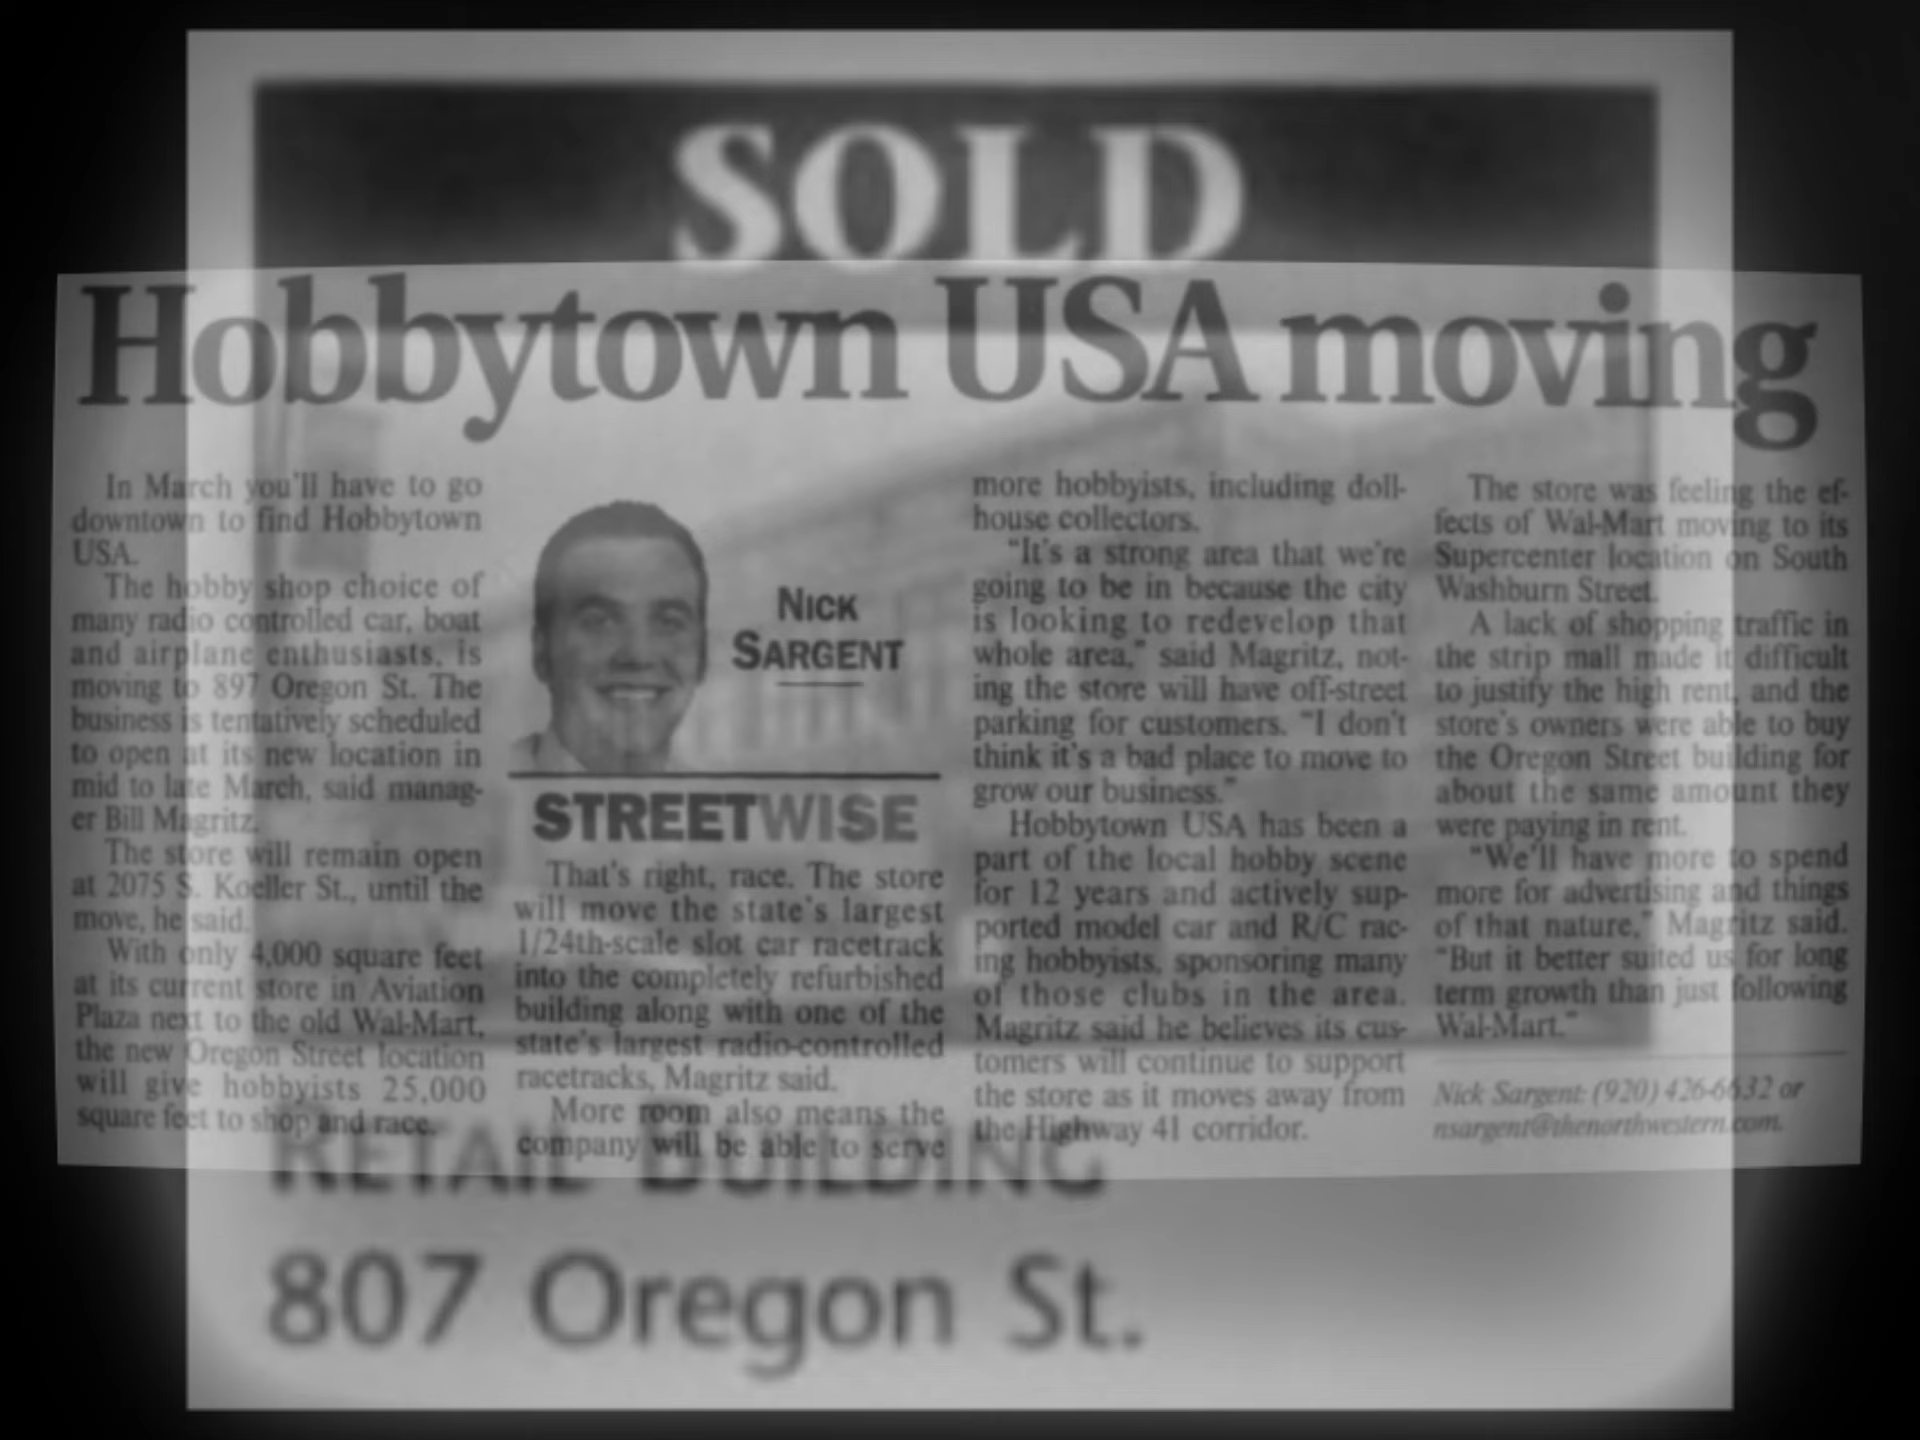 SOLD
Hobbytown USA moving
In March you'll have to go
downtown to find Hobbytown
USA.
The hobby shop choice of
many radio controlled car, boat
and airplane enthusiasts, is
moving to 897 Oregon St. The
business is tentatively scheduled
to open at its new location in
mid to late March, said manag-
er Bill Magritz.
The store will remain open
at 2075 S. Koeller St., until the
move, he said.
With only 4,000 square feet
at its current store in Aviation
Plaza next to the old Wal-Mart,
the new Oregon Street location
will give hobbyists 25,000
square feet to shop and race.
NICK
SARGENT
STREETWISE
That's right, race. The store
will move the state's largest
1/24th-scale slot car racetrack
into the completely refurbished
building along with one of the
state's largest radio-controlled
racetracks, Magritz said.
More room also means the
company will be able to serve
more hobbyists, including doll-
house collectors.
"It's a strong area that we're
going to be in because the city
is looking to redevelop that
whole area," said Magritz, not-
ing the store will have off-street
parking for customers. "I don't
think it's a bad place to move to
grow our business."
Hobbytown USA has been a
part of the local hobby scene
for 12 years and actively sup-
ported model car and R/C rac-
ing hobbyists, sponsoring many
of those clubs in the area.
Magritz said he believes its cus-
tomers will continue to support
the store as it moves away from
the Highway 41 corridor.
The store was feeling the ef-
fects of Wal-Mart moving to its
Supercenter location on South
Washburn Street.
A lack of shopping traffic in
the strip mall made it difficult
to justify the high rent, and the
store's owners were able to buy
the Oregon Street building for
about the same amount they
were paying in rent.
"We'll have more to spend
more for advertising and things
of that nature," Magritz said.
"But it better suited us for long
term growth than just following
Wal-Mart."
Nick Sargent: (920) 426-6632 or
nsargent@thenorthwestern.com.
RETAIL BUILDING
807 Oregon St.